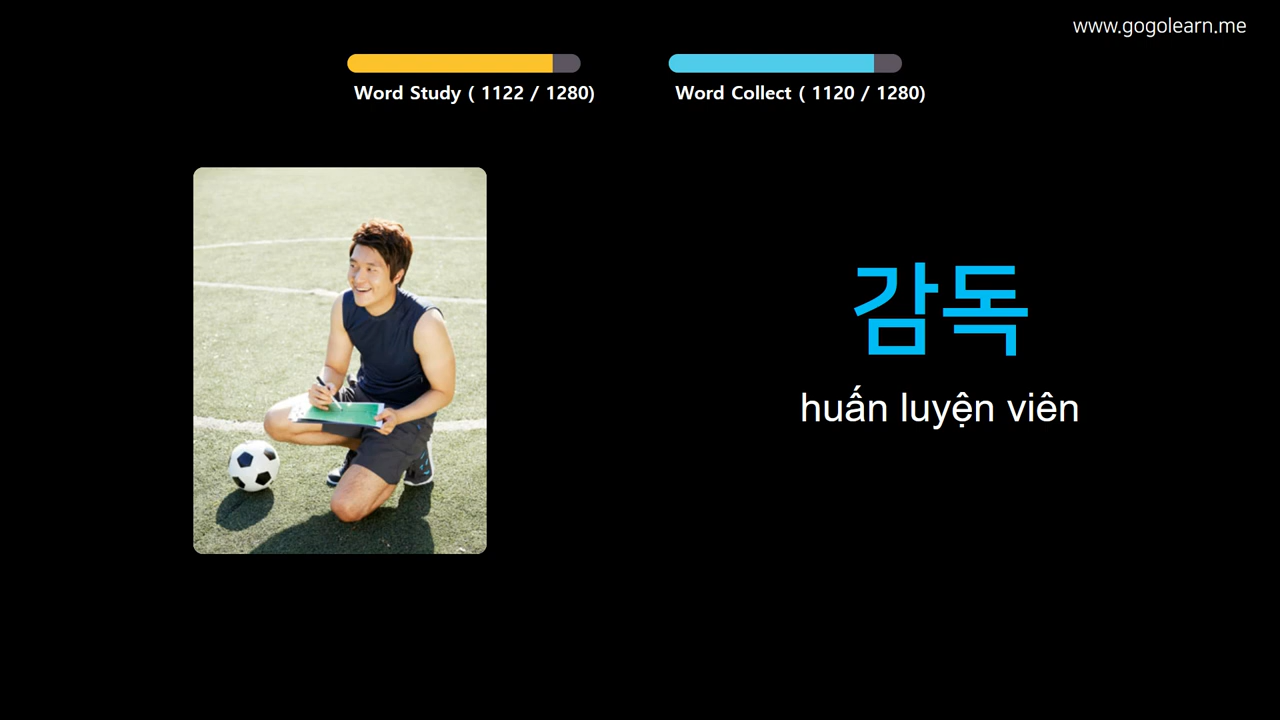 www.gogolearn.me
Word Study ( 1122 / 1280)
Word Collect ( 1120 / 1280)
감독
huấn luyện viên